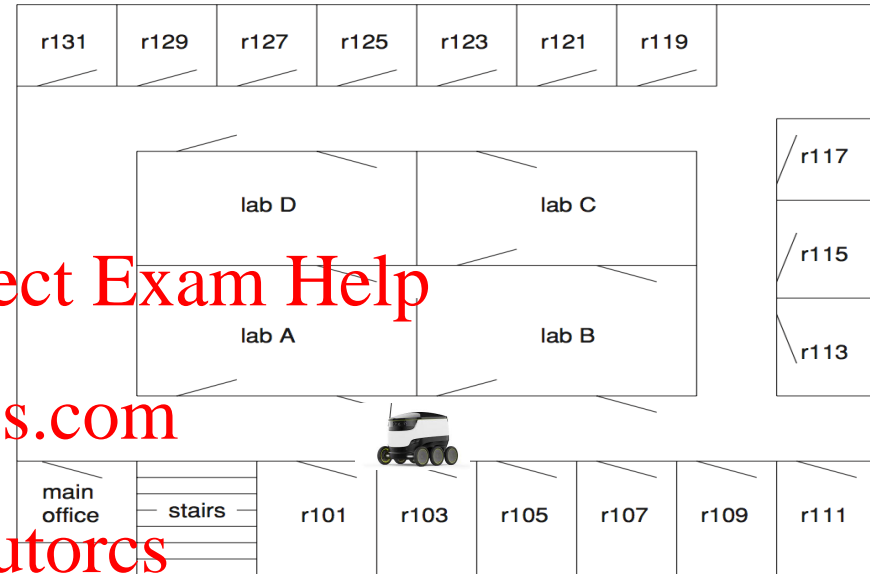 r131 r129 r127 r125 r123 r121 r119
r117
lab D lab C
r115
ect Exam Help
lab A lab B
r113
s.com
main
office
stairs
r101 r103 r105 r107 r109 r111
utorcs